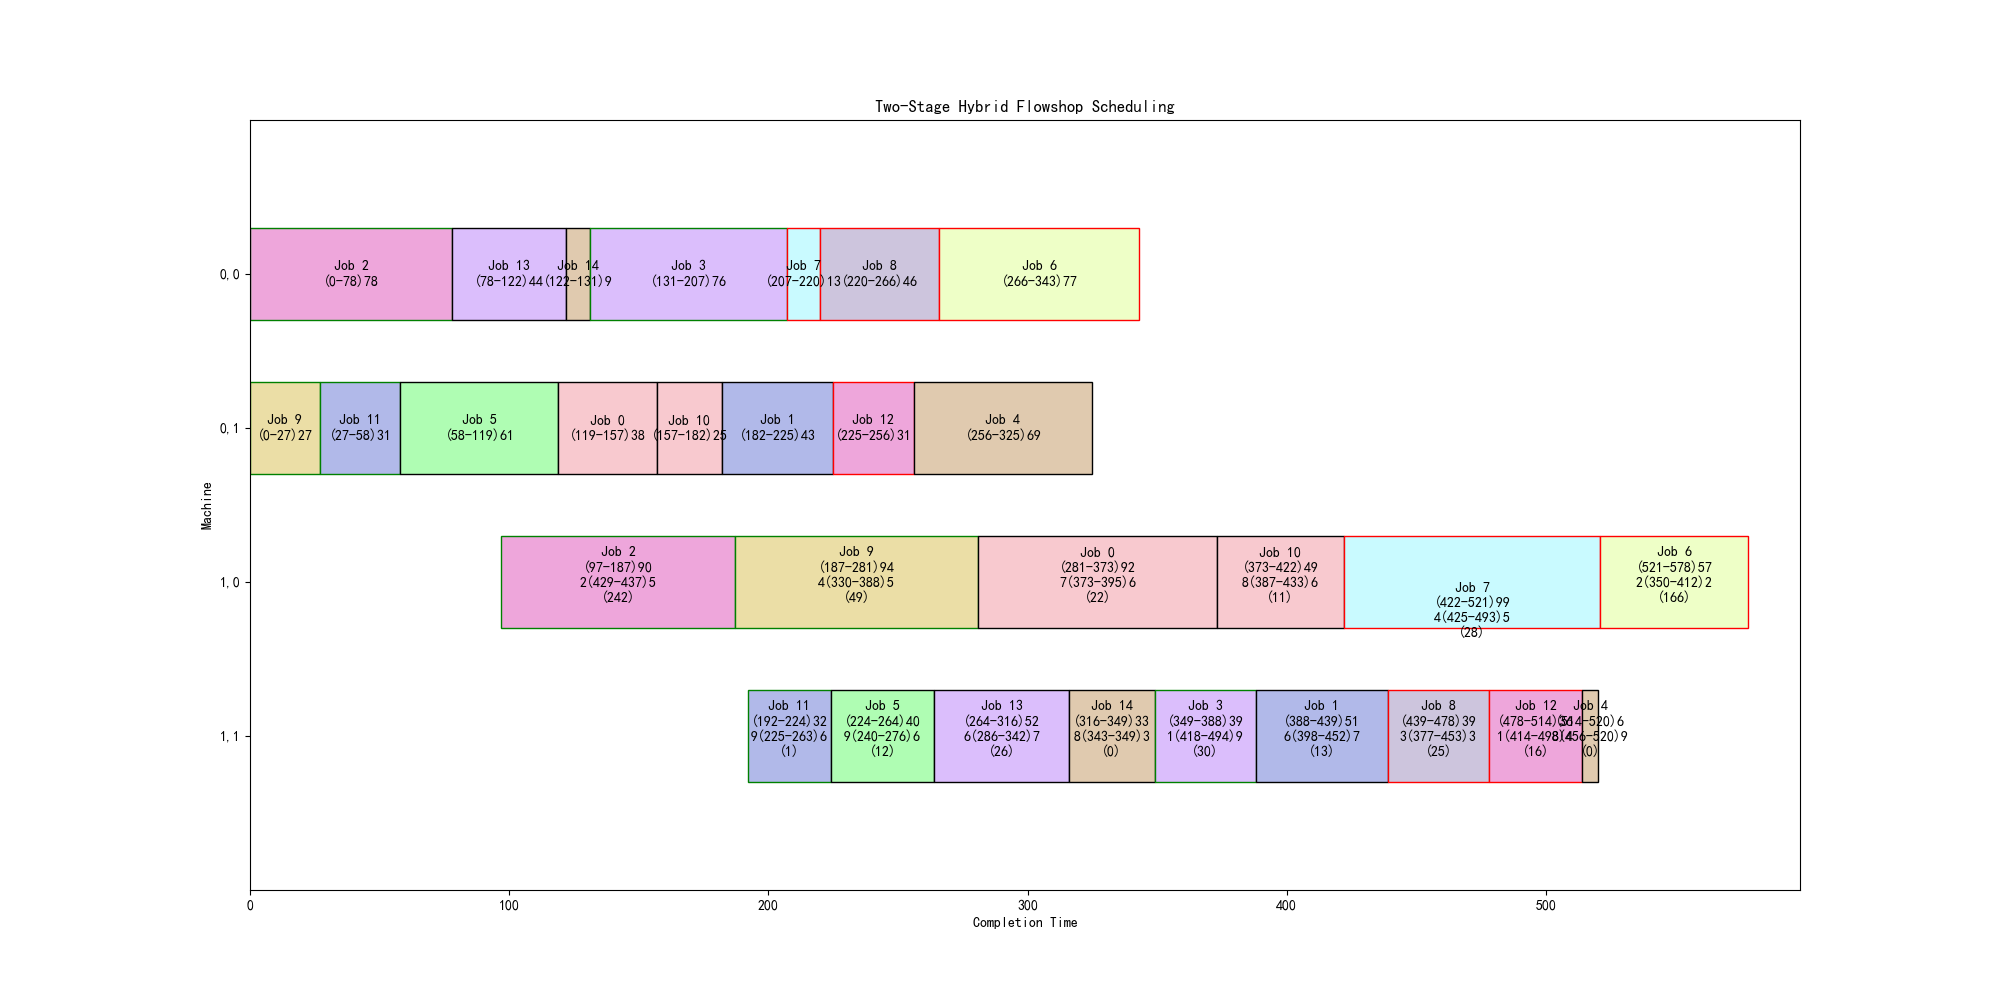 Two-Stage Hybrid Flowshop Scheduling
0,0
Job 2
(0-78)78
Job 13
(78-122)44
Job 14
(122-131)9
Job 3
(131-207)76
Job 7
(207-220)13
Job 8
(220-266)46
Job 6
(266-343)77
0,1
Job 9
(0-27)27
Job 11
(27-58)31
Job 5
(58-119)61
Job 0
(119-157)38
Job 10
(157-182)25
Job 1
(182-225)43
Job 12
(225-256)31
Job 4
(256-325)69
Machine
1,0
Job 2
(97-187)90
2(429-437)5
(242)
Job 9
(187-281)94
4(330-388)5
(49)
Job 0
(281-373)92
7(373-395)6
(22)
Job 10
(373-422)49
8(387-433)6
(11)
Job 7
(422-521)99
4(425-493)5
(28)
Job 6
(521-578)57
2(350-412)2
(166)
1,1
Job 11
(192-224)32
9(225-263)6
(1)
Job 5
(224-264)40
9(240-276)6
(12)
Job 13
(264-316)52
6(286-342)7
(26)
Job 14
(316-349)33
8(343-349)3
(0)
Job 3
(349-388)39
1(418-494)9
(30)
Job 1
(388-439)51
6(398-452)7
(13)
Job 8
(439-478)39
3(377-453)3
(25)
Job 12
(478-514)36
1(414-498)4
(16)
Job 4
(514-520)6
(0)
0
100
200
300
400
500
Completion Time